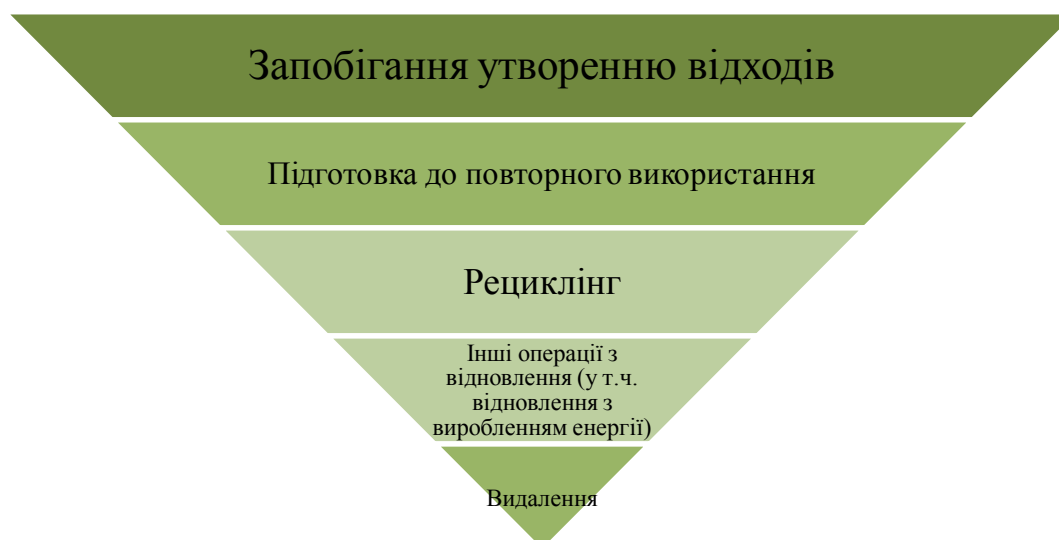 Запобігання утворенню відходів
Підготовка до повторного використання
Рециклінг
Інші операції з
відновлення (у т.ч.
відновлення з
виробленням енергії)
Видалення